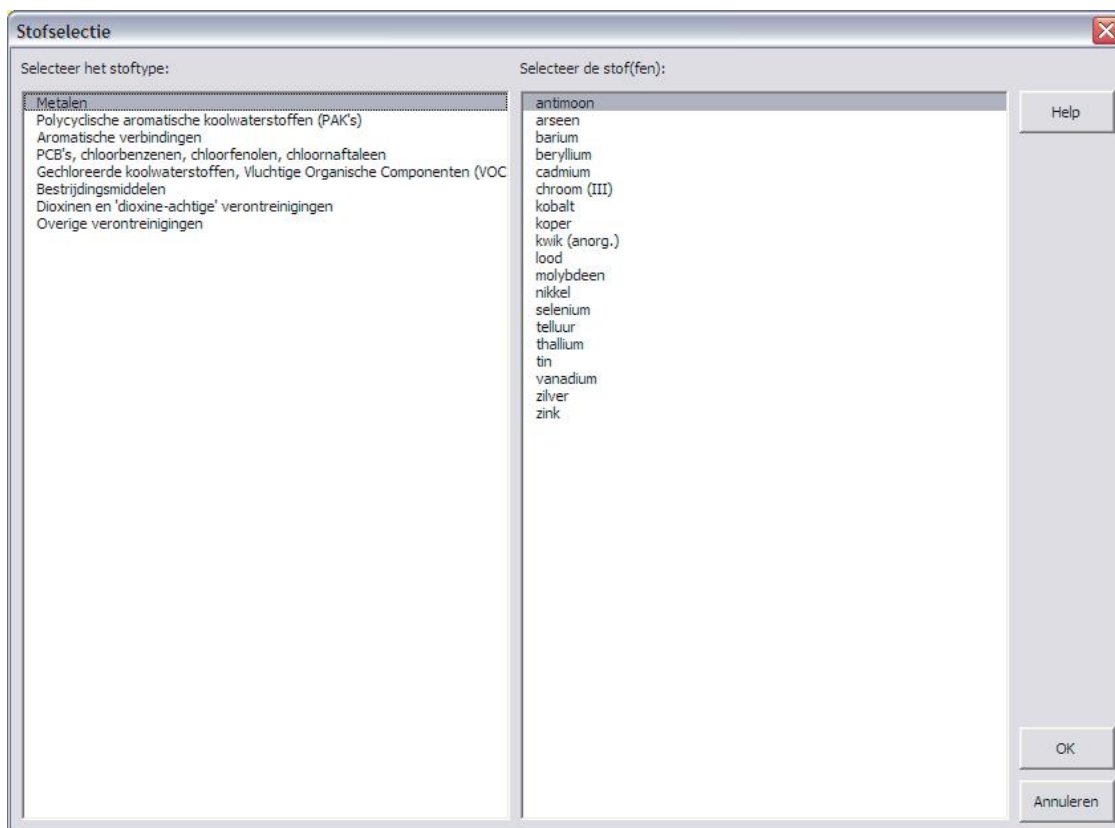 Stofselectie
Selecteer het stoftype:
Metalen
Polycyclische aromatische koolwaterstoffen (PAK's)
Aromatische verbindingen
PCB's, chloorbenzenen, chloorfenolen, chloornaftaleen
Gechloreerde koolwaterstoffen, Vluchtige Organische Componenten (VOC
Bestrijdingsmiddelen
Dioxinen en 'dioxine-achtige' verontreinigingen
Overige verontreinigingen
Selecteer de stof(fen):
antimoon
arseen
barium
beryllium
cadmium
chroom (III)
kobalt
koper
kwik (anorg.)
lood
molybdeen
nikkel
selenium
telluur
thallium
tin
vanadium
zilver
zink
Help
OK
Annuleren